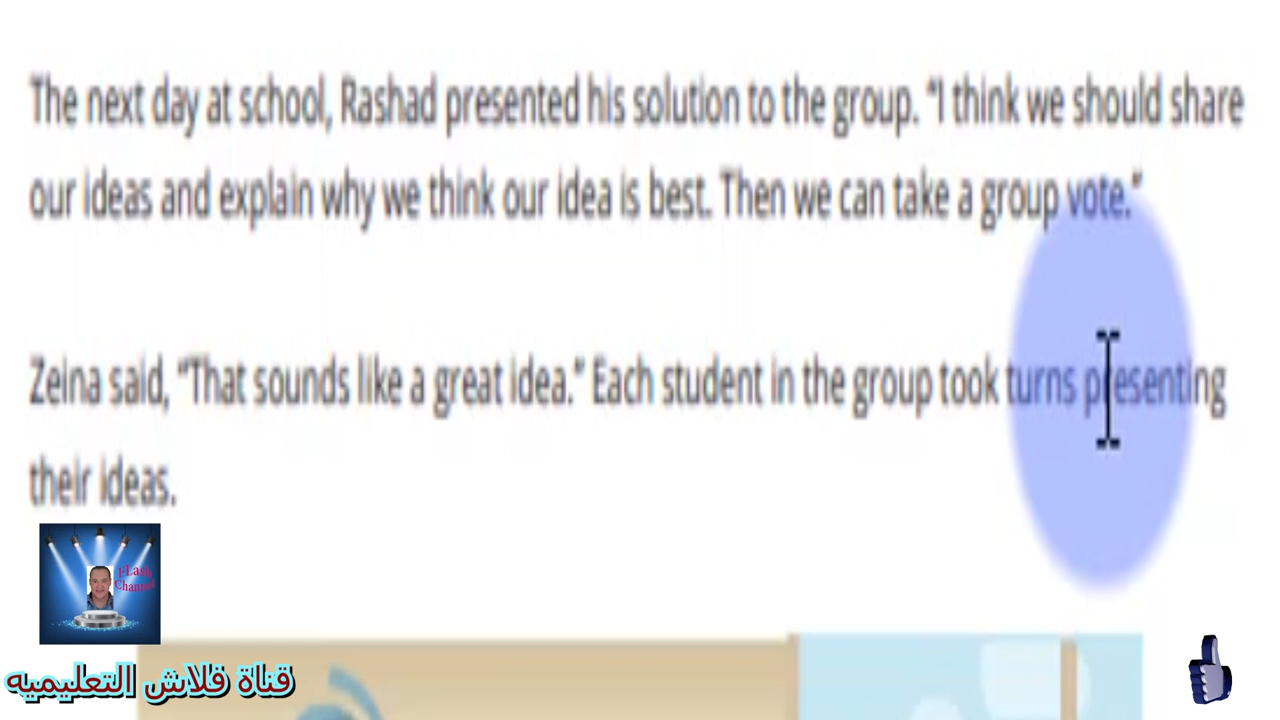 The next day at school, Rashad presented his solution to the group. “I think we should share
our ideas and explain why we think our idea is best. Then we can take a group vote.”
Zeina said, “That sounds like a great idea.” Each student in the group took turns presenting
their ideas.
FLash
Channel
قناة فلاش التعليميه